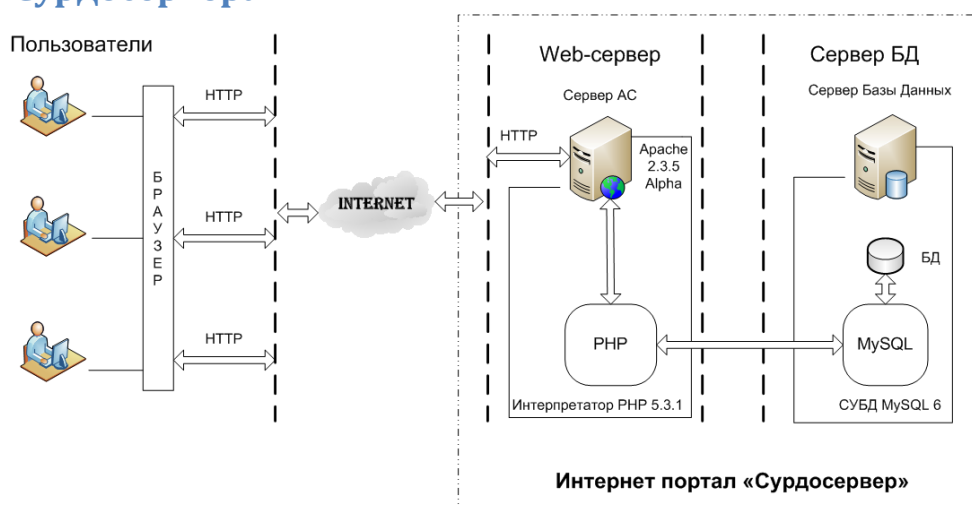 Пользователи
HTTP
HTTP
HTTP
БРАУЗЕР
INTERNET
Web-сервер
Сервер АС
HTTP
Apache
2.3.5
Alpha
PHP
Интерпретатор PHP 5.3.1
Сервер БД
Сервер Базы Данных
БД
MySQL
СУБД MySQL 6
Интернет портал «Сурдосервер»